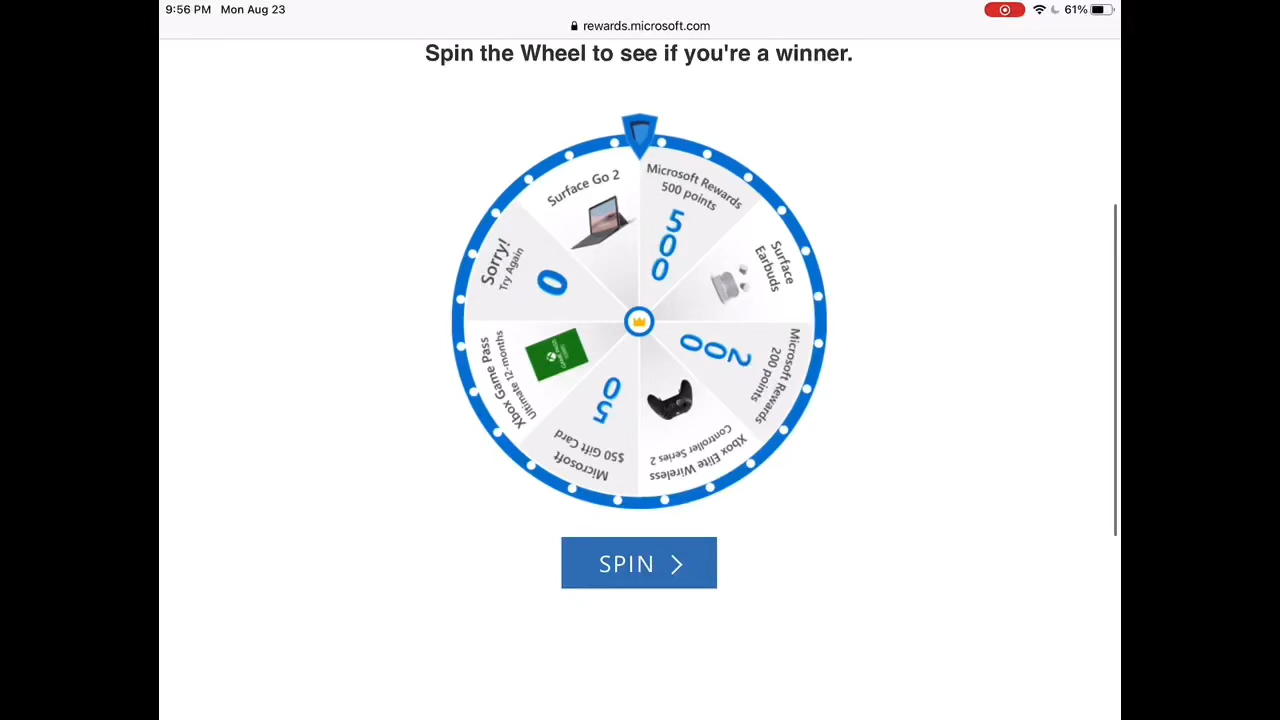 9:56 PM Mon Aug 23
61%
rewards.microsoft.com
Spin the Wheel to see if you're a winner.
Microsoft Rewards
500 points
500
Surface
Earbuds
Microsoft Rewards
200 points
200
Xbox Elite Wireless
Controller Series 2
Microsoft
$50 Gift Card
50
Xbox Game Pass
Ultimate 12-months
Sorry!
Try Again
0
Surface Go 2
SPIN